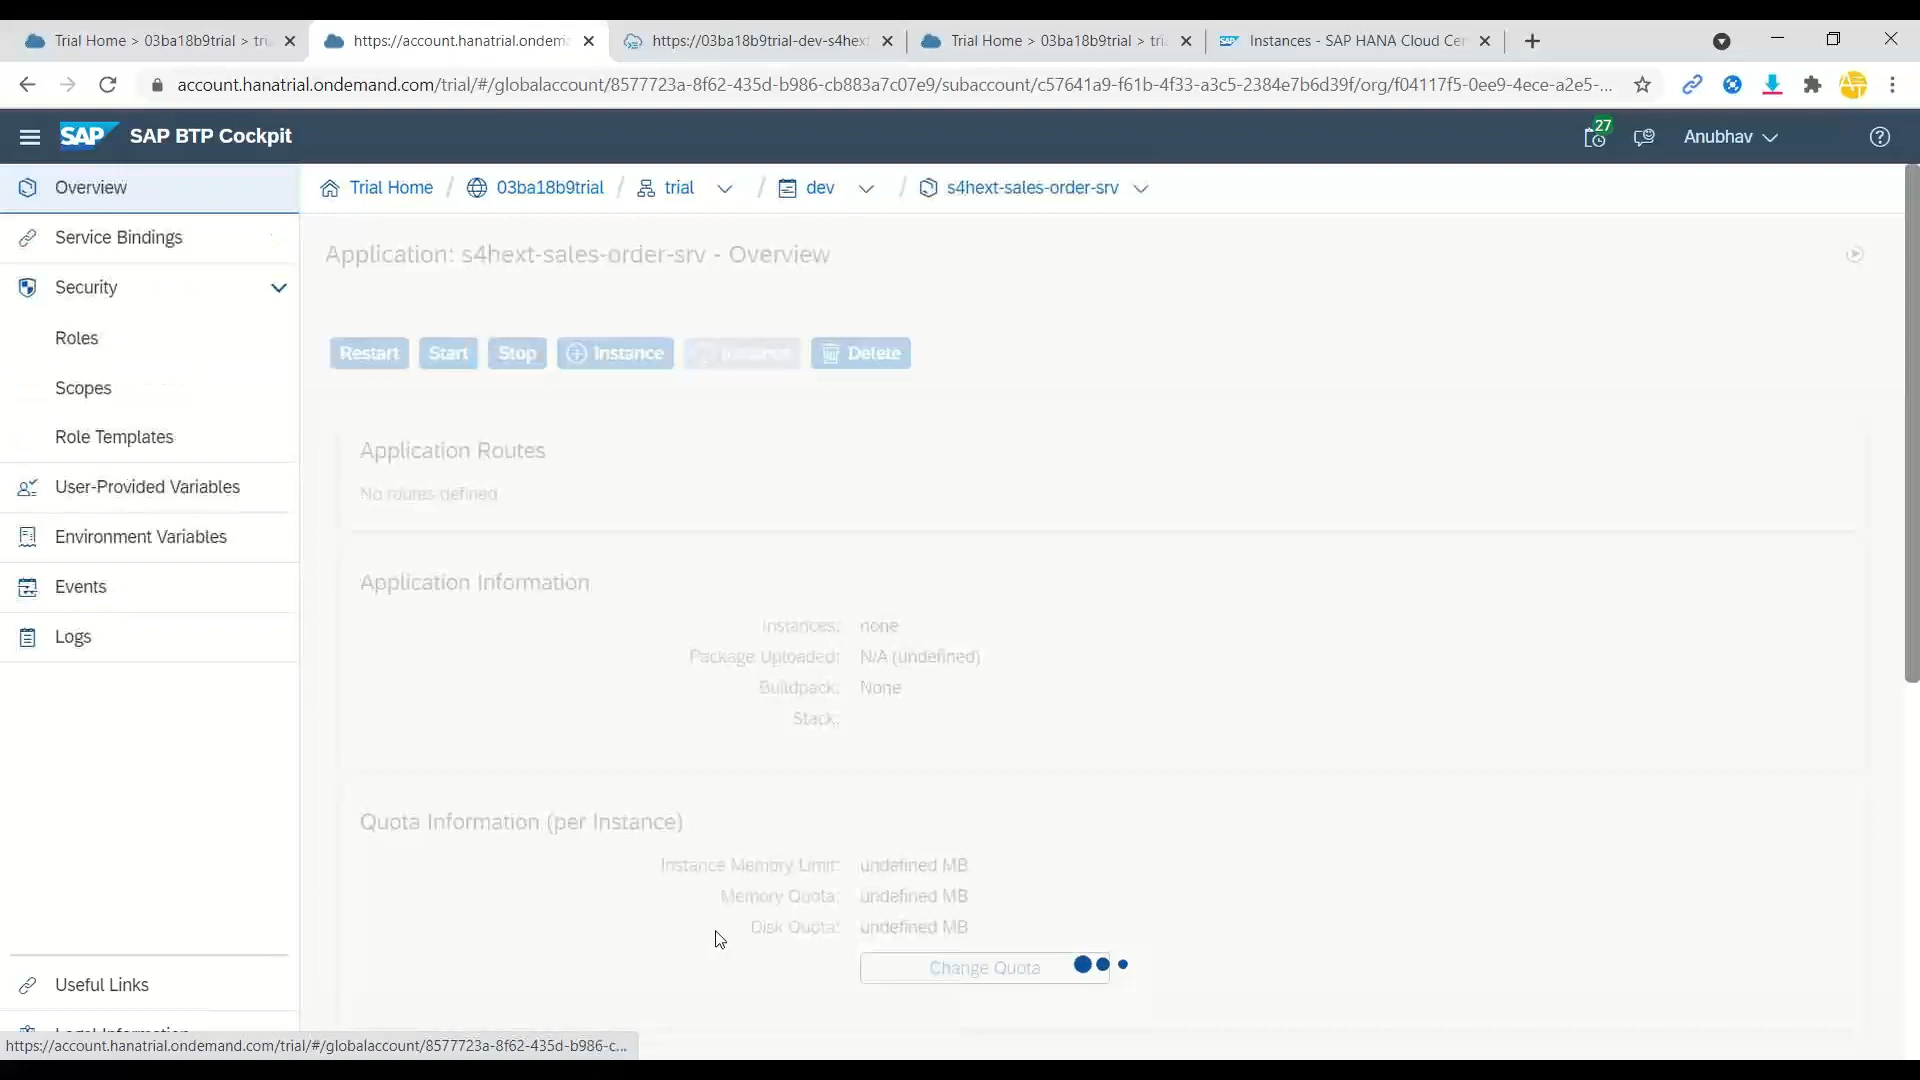 Trial Home > 03ba18b9trial > tri
https://account.hanatrial.ondem
https://03ba18b9trial-dev-s4hext
Trial Home > 03ba18b9trial > tri
Instances - SAP HANA Cloud Cen
account.hanatrial.ondemand.com/trial/#/globalaccount/8577723a-8f62-435d-b986-cb883a7c07e9/subaccount/c57641a9-f61b-4f33-a3c5-2384e7b6d39f/org/f04117f5-0ee9-4ece-a2e5-...
SAP SAP BTP Cockpit
27
Anubhav
Overview
Trial Home / 03ba18b9trial / trial / dev / s4hext-sales-order-srv
Service Bindings
Security
Roles
Scopes
Role Templates
User-Provided Variables
Environment Variables
Events
Logs
Useful Links
Application: s4hext-sales-order-srv - Overview
Restart Start Stop Instance Instance Delete
Application Routes
No routes defined
Application Information
Instances: none
Package Uploaded: N/A (undefined)
Buildpack: None
Stack:
Quota Information (per Instance)
Instance Memory Limit: undefined MB
Memory Quota: undefined MB
Disk Quota: undefined MB
Change Quota
Legal Information
https://account.hanatrial.ondemand.com/trial/#/globalaccount/8577723a-8f62-435d-b986-c...